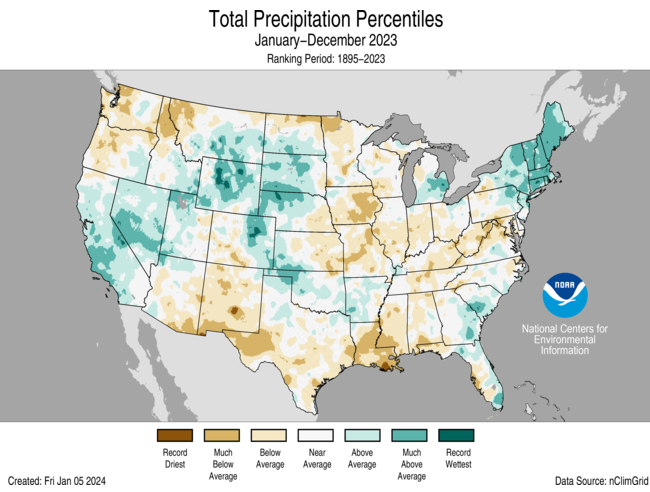 Total Precipitation Percentiles
January–December 2023
Ranking Period: 1895–2023
NOAA
National Centers for
Environmental
Information
Record
Driest
Much
Below
Average
Below
Average
Near
Average
Above
Average
Much
Above
Average
Record
Wettest
Created: Fri Jan 05 2024
Data Source: nClimGrid